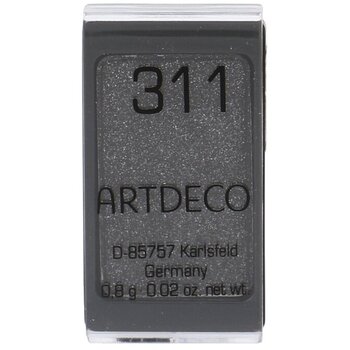 311
ARTDECO
D-85757 Karlsfeld
Germany
0,8 g 0.02 oz. net wt